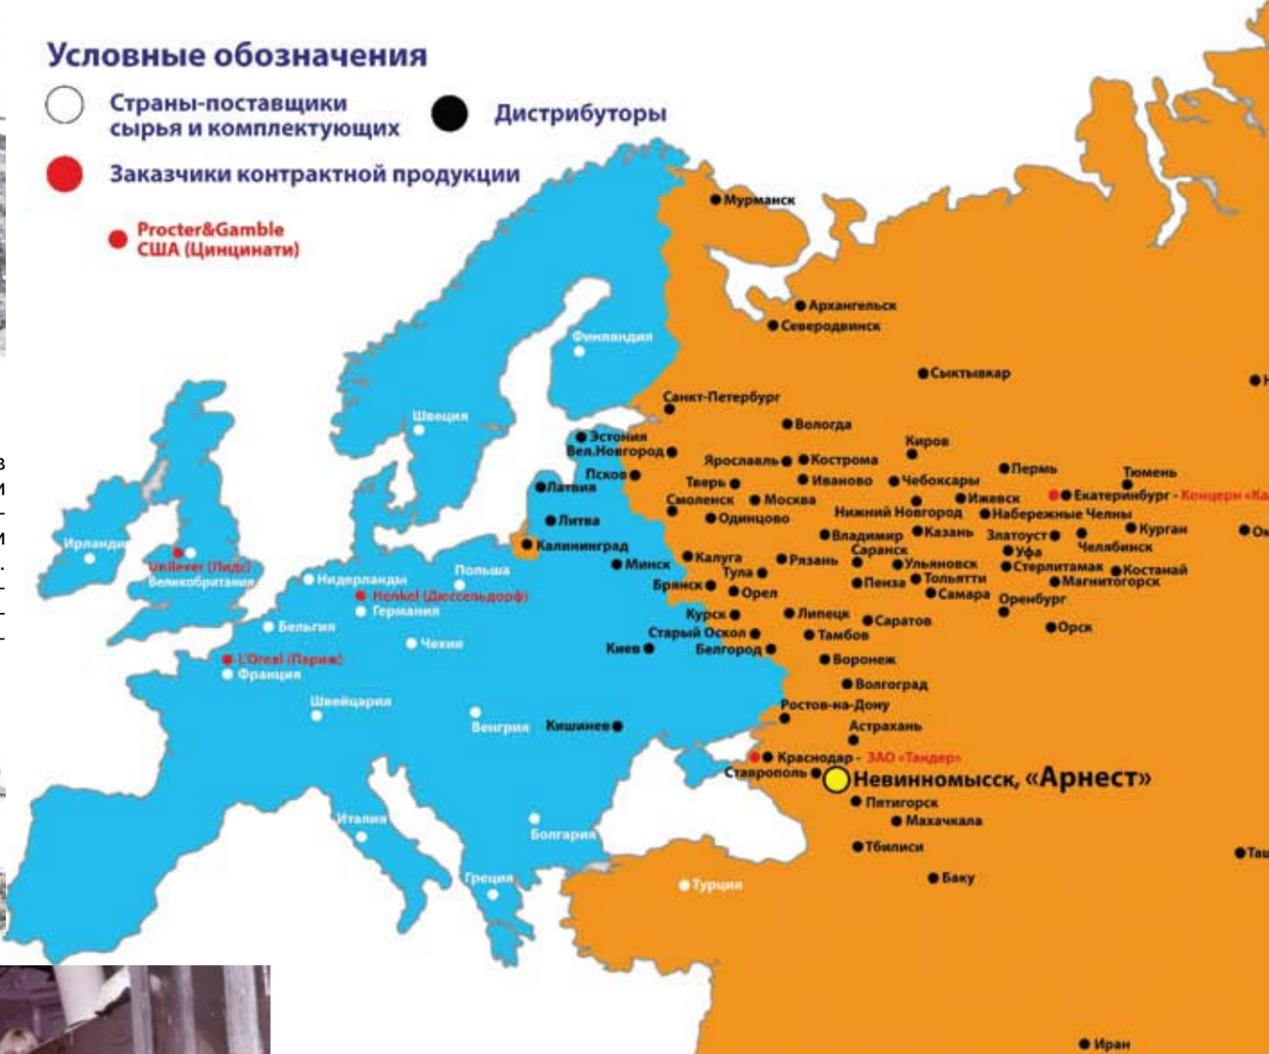 Условные обозначения
Страны-поставщики
сырья и комплектующих
Дистрибуторы
Заказчики контрактной продукции
Procter&Gamble
США (Цинцинати)
Мурманск
Архангельск
Северодвинск
Финляндия
Сыктывкар
Санкт-Петербург
Швеция
Вологда
Эстония
Вел.Новгород
Киров
Ярославль
Кострома
Пермь
Тюмень
Псков
Тверь
Иваново
Чебоксары
Латвия
Смоленск
Москва
Ижевск
Екатеринбург - Концерн «Ка
Нижний Новгород
Набережные Челны
Литва
Одинцово
Курган
Владимир
Казань
Златоуст
Ом
Ирландия
Калининград
Челябинск
Саранск
Уфа
Калуга
Рязань
Unilever (Лидс)
Минск
Ульяновск
Стерлитамак
Костанай
Великобритания
Нидерланды
Польша
Тула
Пенза
Тольятти
Магнитогорск
Брянск
Орел
Самара
Henkel (Дюссельдорф)
Оренбург
Германия
Курск
Липецк
Саратов
Бельгия
Старый Оскол
Тамбов
Орск
Чехия
Киев
Белгород
L'Oreal (Париж)
Воронеж
Франция
Волгоград
Швейцария
Ростов-на-Дону
Венгрия
Кишинев
Астрахань
Краснодар - ЗАО «Тандер»
Ставрополь
Невинномысск, «Арнест»
Пятигорск
Италия
Махачкала
Болгария
Тбилиси
Таш
Греция
Турция
Баку
Иран